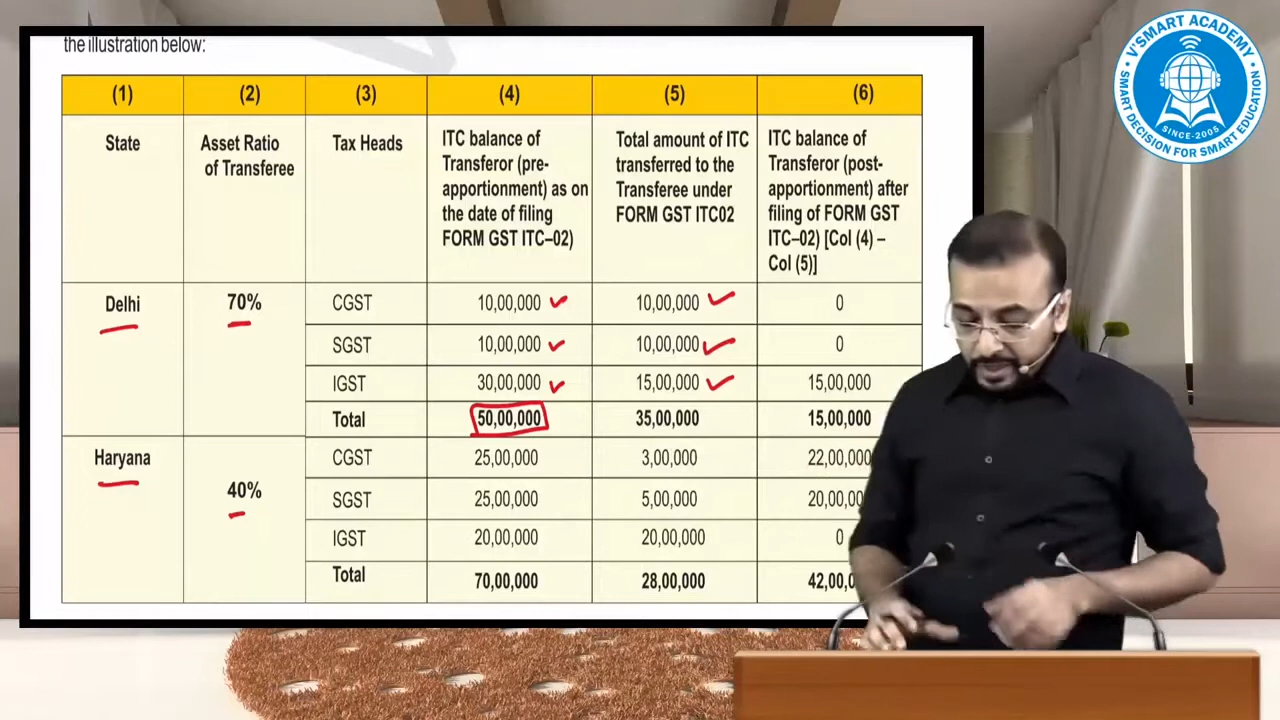 the illustration below:
(1) (2) (3) (4) (5) (6)
State
Asset Ratio
of Transferee
Tax Heads
ITC balance of
Transferor (pre-
apportionment) as on
the date of filing
FORM GST ITC–02)
Total amount of ITC
transferred to the
Transferee under
FORM GST ITC02
ITC balance of
Transferor (post-
apportionment) after
filing of FORM GST
ITC–02) [Col (4) –
Col (5)]
Delhi 70% CGST 10,00,000 10,00,000 0
SGST 10,00,000 10,00,000 0
IGST 30,00,000 15,00,000 15,00,000
Total 50,00,000 35,00,000 15,00,000
Haryana CGST 25,00,000 3,00,000 22,00,000
40% SGST 25,00,000 5,00,000
IGST 20,00,000 20,00,000 0
Total 70,00,000 28,00,000
V'SMART ACADEMY
SMART DECISION FOR SMART EDUCATION
SINCE-2005